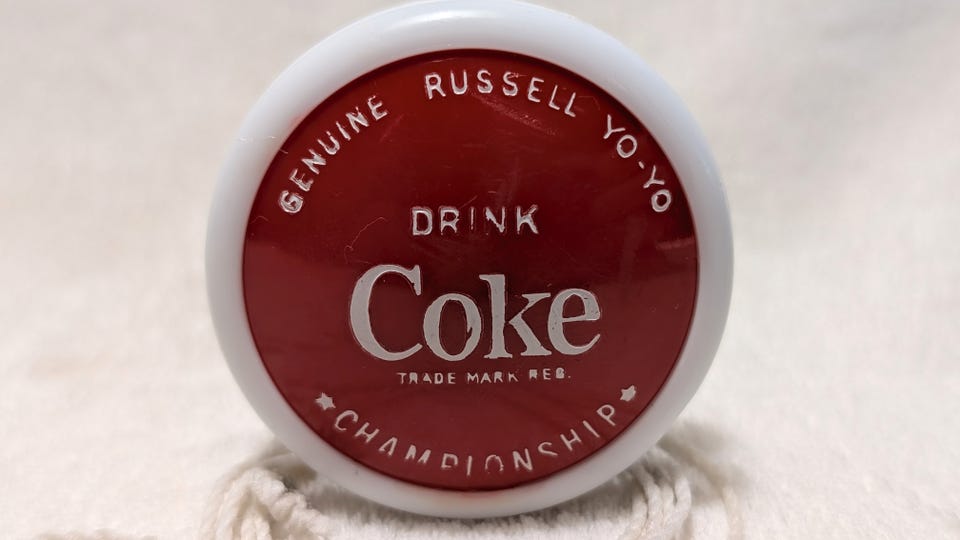 GENUINE RUSSELL YO-YO
DRINK
Coke
TRADE MARK REG.
★CHAMPIONSHIP★